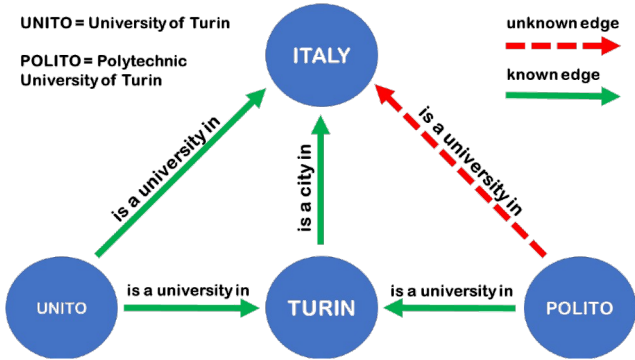 UNITO = University of Turin
POLITO = Polytechnic
University of Turin
ITALY
unknown edge
known edge
is a university in
is a city in
is a university in
UNITO
is a university in
TURIN
is a university in
POLITO